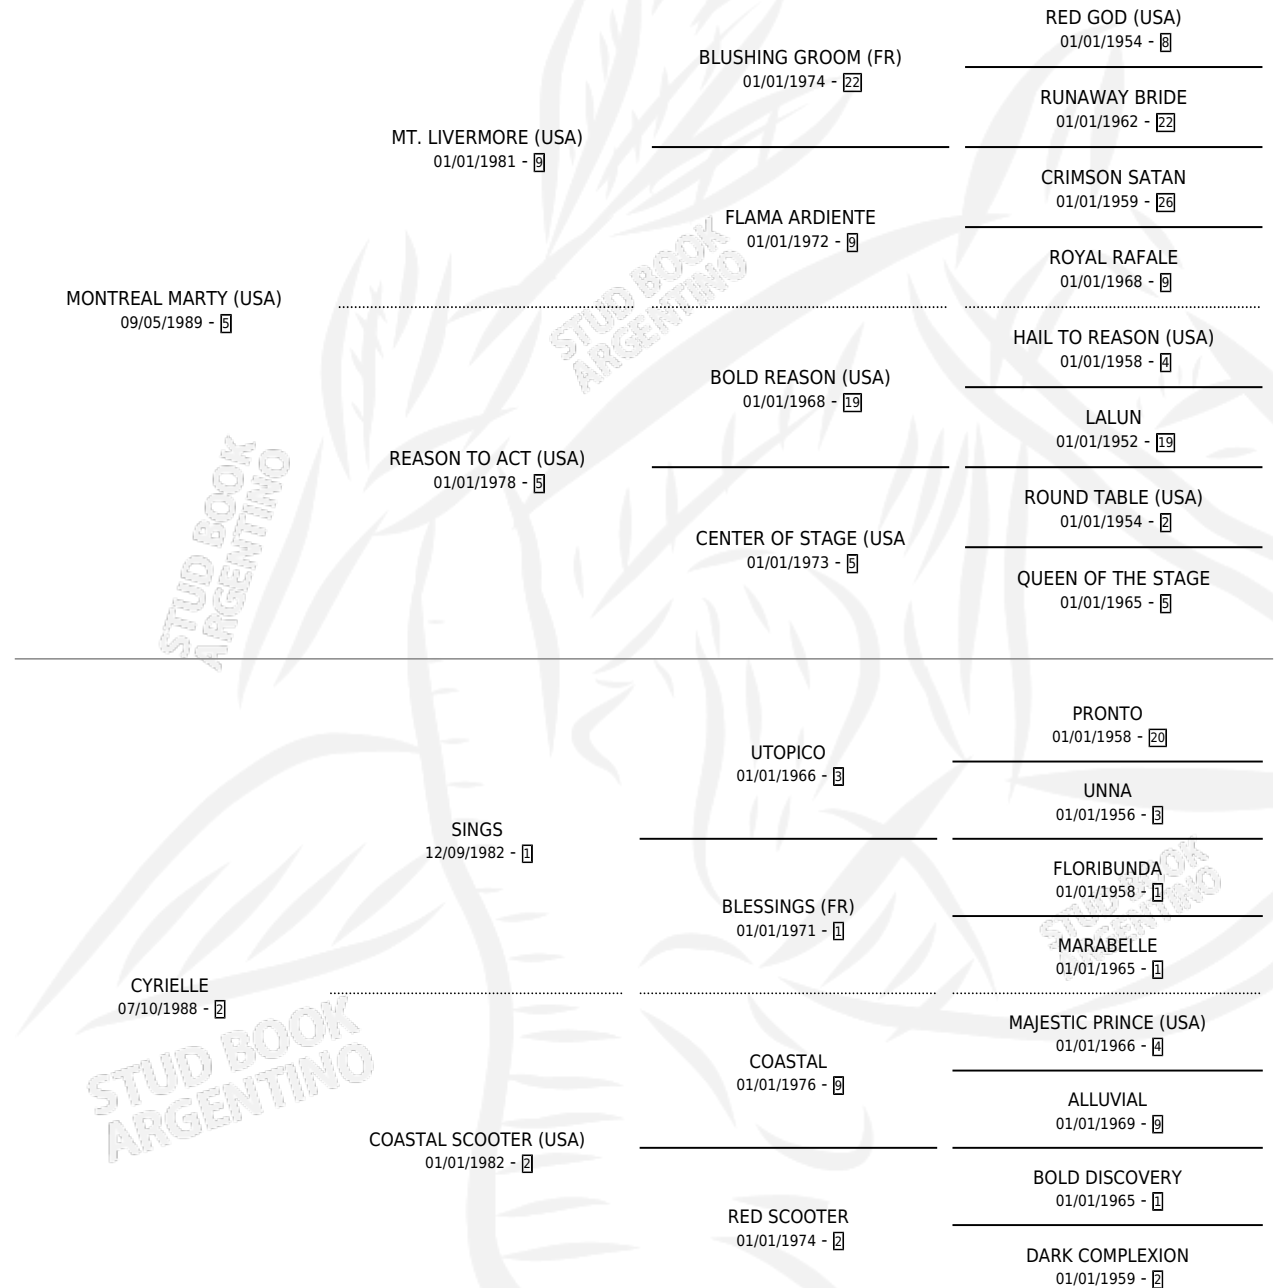 RED GOD (USA)
01/01/1954 - 8
BLUSHING GROOM (FR)
01/01/1974 - 22
RUNAWAY BRIDE
01/01/1962 - 22
MT. LIVERMORE (USA)
01/01/1981 - 9
CRIMSON SATAN
01/01/1959 - 26
FLAMA ARDIENTE
01/01/1972 - 9
ROYAL RAFALE
01/01/1968 - 9
MONTREAL MARTY (USA)
09/05/1989 - 5
HAIL TO REASON (USA)
01/01/1958 - 4
BOLD REASON (USA)
01/01/1968 - 19
LALUN
01/01/1952 - 19
REASON TO ACT (USA)
01/01/1978 - 5
ROUND TABLE (USA)
01/01/1954 - 2
CENTER OF STAGE (USA
01/01/1973 - 5
QUEEN OF THE STAGE
01/01/1965 - 5
PRONTO
01/01/1958 - 20
UTOPICO
01/01/1966 - 3
UNNA
01/01/1956 - 3
SINGS
12/09/1982 - 1
FLORIBUNDA
01/01/1958 - 1
BLESSINGS (FR)
01/01/1971 - 1
MARABELLE
01/01/1965 - 1
CYRIELLE
07/10/1988 - 2
MAJESTIC PRINCE (USA)
01/01/1966 - 4
COASTAL
01/01/1976 - 9
ALLUVIAL
01/01/1969 - 9
COASTAL SCOOTER (USA)
01/01/1982 - 2
BOLD DISCOVERY
01/01/1965 - 1
RED SCOOTER
01/01/1974 - 2
DARK COMPLEXION
01/01/1959 - 2
STUD BOOK
ARGENTINO
STUD BOOK
ARGENTINO
STUD BOOK
ARGENTINO
STUD BOOK
ARGENTINO